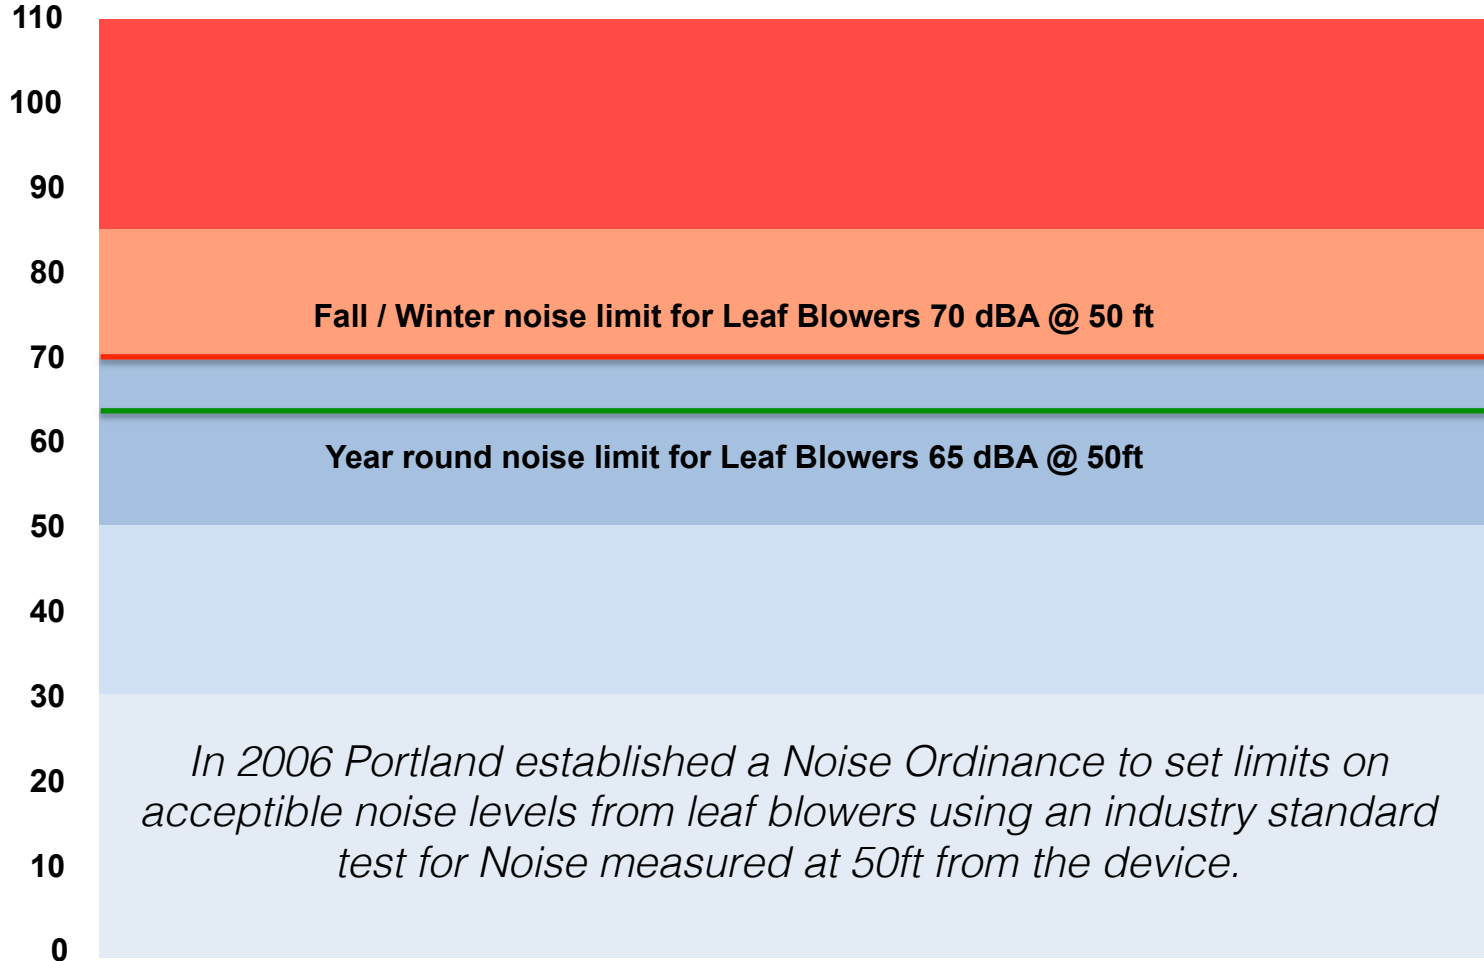 110
100
90
80
Fall / Winter noise limit for Leaf Blowers 70 dBA @ 50 ft
70
60
Year round noise limit for Leaf Blowers 65 dBA @ 50ft
50
40
30
In 2006 Portland established a Noise Ordinance to set limits on
20
acceptible noise levels from leaf blowers using an industry standard
test for Noise measured at 50ft from the device.
10
0